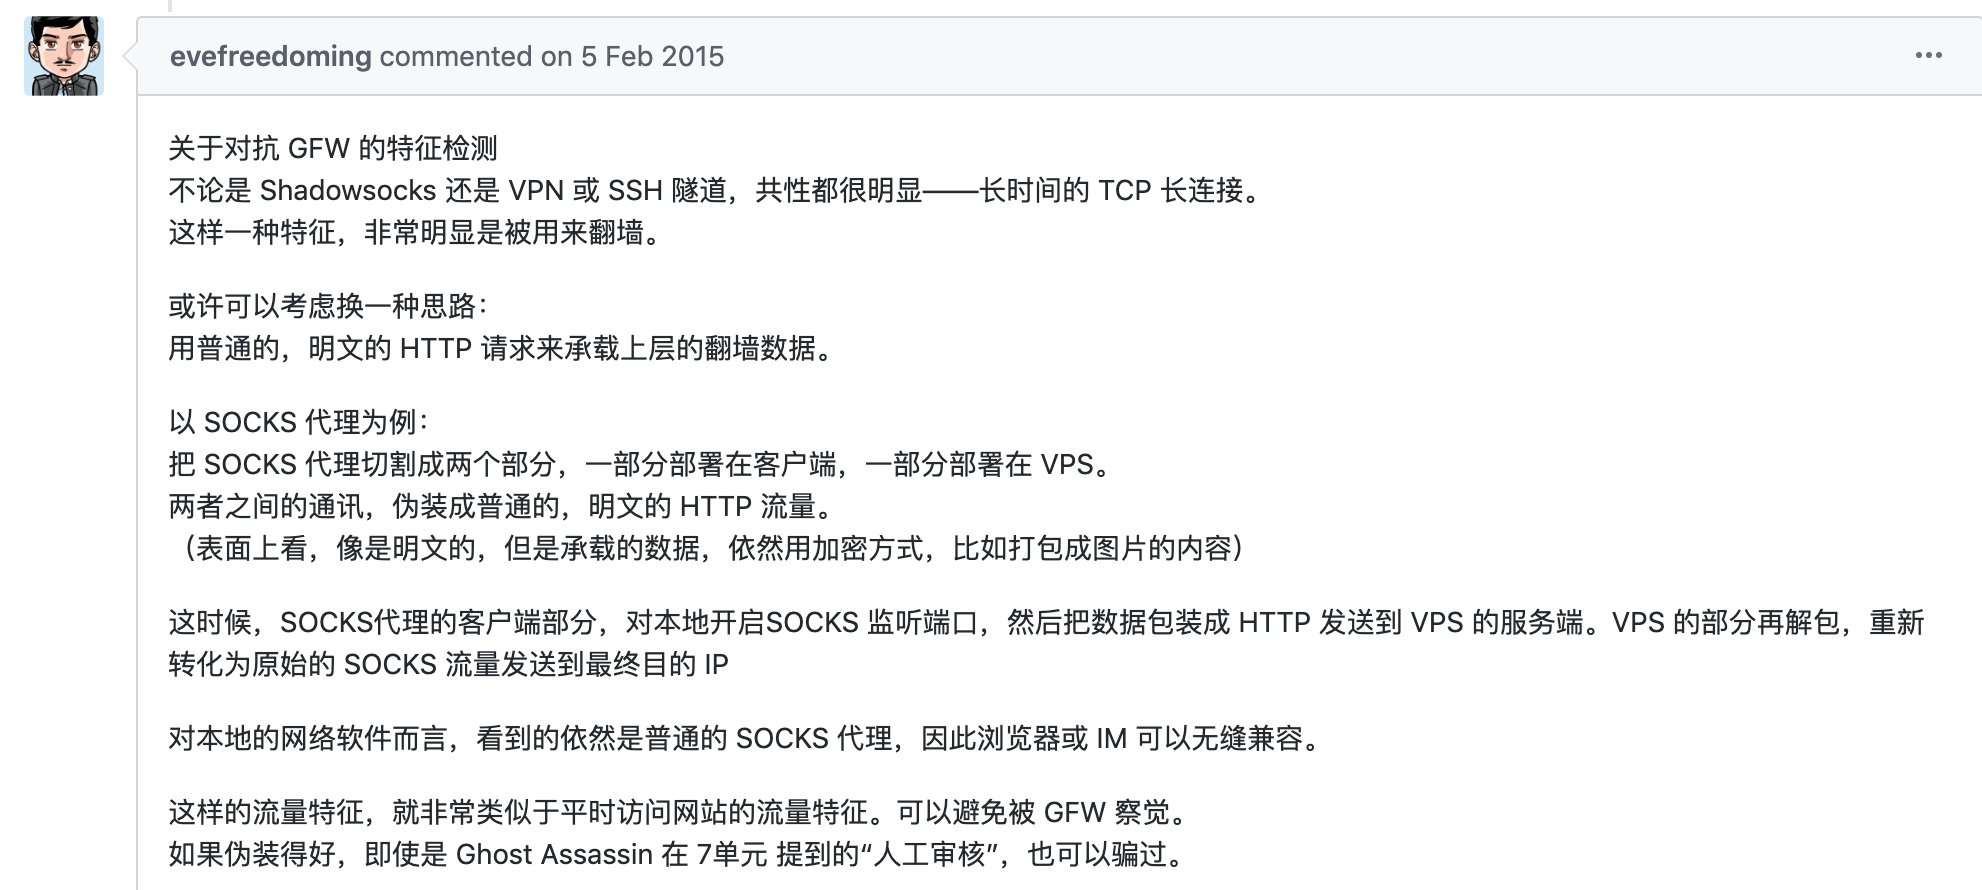 evefreedoming commented on 5 Feb 2015
关于对抗 GFW 的特征检测
不论是 Shadowsocks 还是 VPN 或 SSH 隧道，共性都很明显——长时间的 TCP 长连接。
这样一种特征，非常明显是被用来翻墙。
或许可以考虑换一种思路：
用普通的，明文的 HTTP 请求来承载上层的翻墙数据。
以 SOCKS 代理为例：
把 SOCKS 代理切割成两个部分，一部分部署在客户端，一部分部署在 VPS。
两者之间的通讯，伪装成普通的，明文的 HTTP 流量。
（表面上看，像是明文的，但是承载的数据，依然用加密方式，比如打包成图片的内容）
这时候，SOCKS代理的客户端部分，对本地开启SOCKS 监听端口，然后把数据包装成 HTTP 发送到 VPS 的服务端。VPS 的部分再解包，重新
转化为原始的 SOCKS 流量发送到最终目的 IP
对本地的网络软件而言，看到的依然是普通的 SOCKS 代理，因此浏览器或 IM 可以无缝兼容。
这样的流量特征，就非常类似于平时访问网站的流量特征。可以避免被 GFW 察觉。
如果伪装得好，即使是 Ghost Assassin 在 7单元 提到的“人工审核”，也可以骗过。